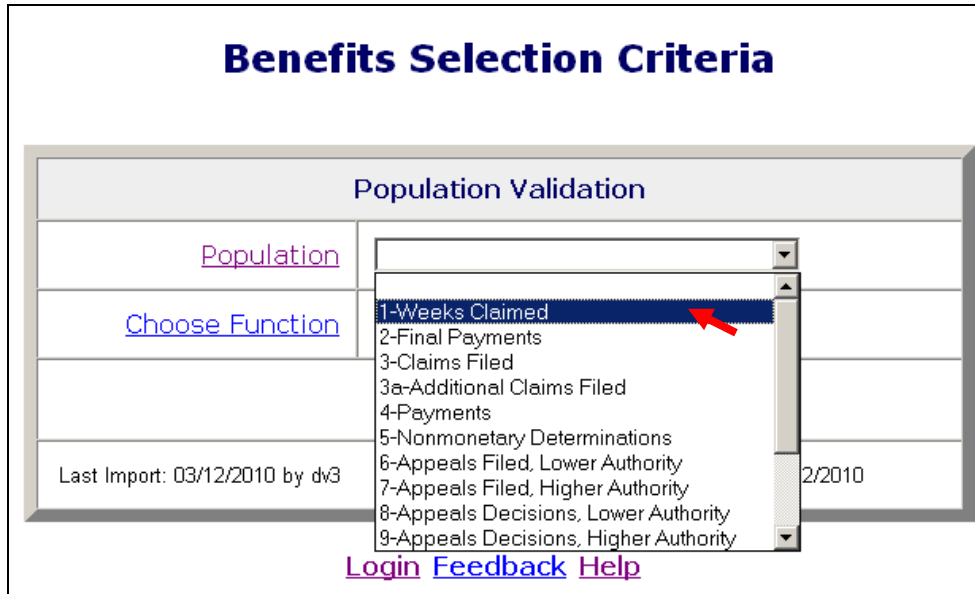 Benefits Selection Criteria
Population Validation
Population
1-Weeks Claimed
2-Final Payments
3-Claims Filed
3a-Additional Claims Filed
4-Payments
5-Nonmonetary Determinations
6-Appeals Filed, Lower Authority
7-Appeals Filed, Higher Authority
8-Appeals Decisions, Lower Authority
9-Appeals Decisions, Higher Authority
Choose Function
Last Import: 03/12/2010 by dv3
2/2010
Login Feedback Help